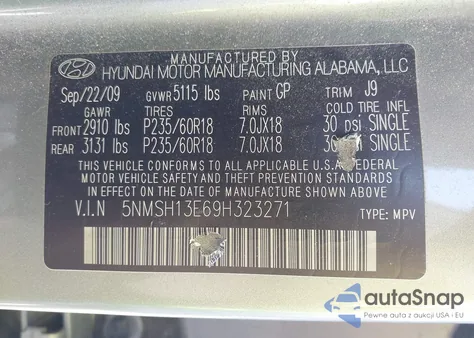 MANUFACTURED BY
HYUNDAI MOTOR MANUFACTURING ALABAMA, LLC
Sep/22/09 GVWR 5115 lbs PAINT GP TRIM J9
GAWR TIRES RIMS COLD TIRE INFL
FRONT 2910 lbs P235/60R18 7.0JX18 30 psi SINGLE
REAR 3131 lbs P235/60R18 7.0JX18 SINGLE
THIS VEHICLE CONFORMS TO ALL APPLICABLE U.S.A FEDERAL
MOTOR VEHICLE SAFETY AND THEFT PREVENTION STANDARDS
IN EFFECT ON THE DATE OF MANUFACTURE SHOWN ABOVE.
V.I.N 5NMSH13E69H323271 TYPE: MPV
autoSnap
Pewne auta z aukcji USA i EU